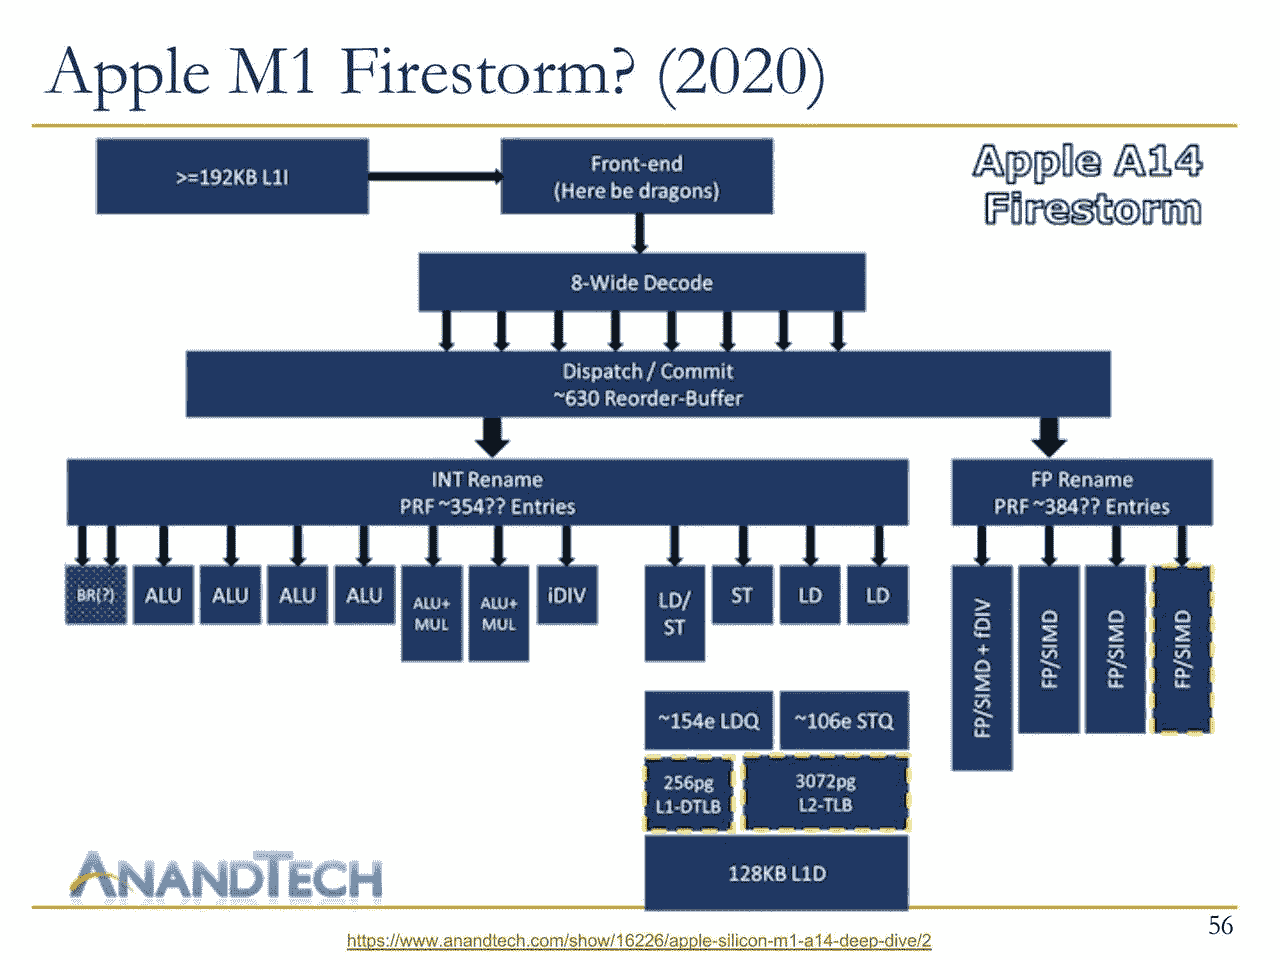 Apple M1 Firestorm? (2020)
Apple A14
Firestorm
>=192KB L1I
Front-end
(Here be dragons)
8-Wide Decode
Dispatch / Commit
~630 Reorder-Buffer
INT Rename
PRF ~354?? Entries
FP Rename
PRF ~384?? Entries
BR(?)
ALU
ALU
ALU
ALU
ALU+
MUL
ALU+
MUL
iDIV
LD/
ST
ST
LD
LD
FP/SIMD + fDIV
FP/SIMD
FP/SIMD
FP/SIMD
~154e LDQ
~106e STQ
256pg
L1-DTLB
3072pg
L2-TLB
128KB L1D
ANANDTECH
https://www.anandtech.com/show/16226/apple-silicon-m1-a14-deep-dive/2
56